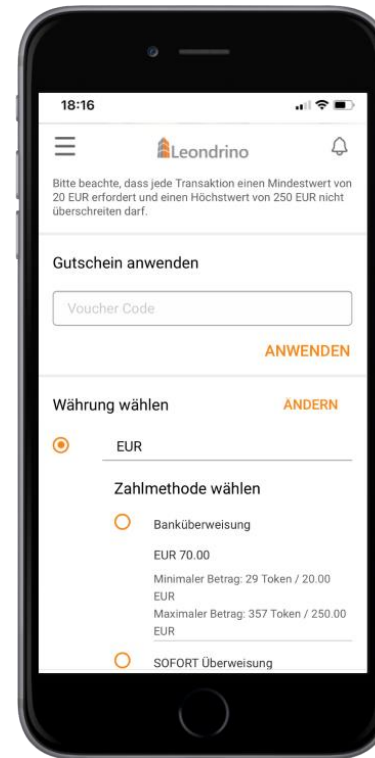 18:16
Leondrino
Bitte beachte, dass jede Transaktion einen Mindestwert von
20 EUR erfordert und einen Höchstwert von 250 EUR nicht
überschreiten darf.
Gutschein anwenden
Voucher Code
ANWENDEN
Währung wählen
ÄNDERN
EUR
Zahlmethode wählen
Banküberweisung
EUR 70.00
Minimaler Betrag: 29 Token / 20.00
EUR
Maximaler Betrag: 357 Token / 250.00
EUR
SOFORT Überweisung